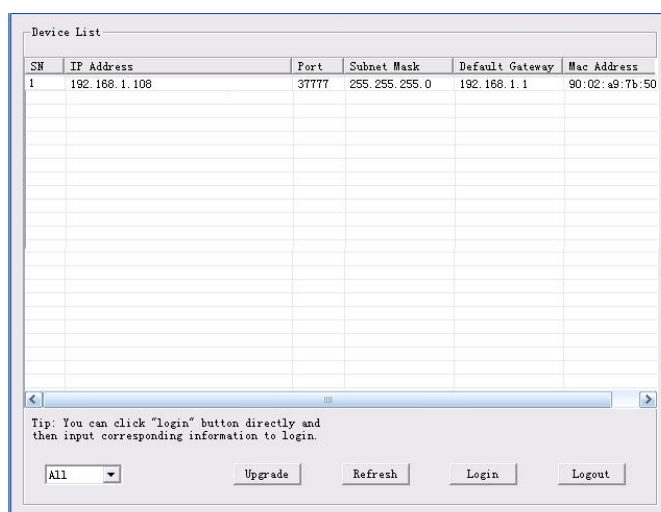 Device List
SN IP Address Port Subnet Mask Default Gateway Mac Address
1 192.168.1.108 37777 255.255.255.0 192.168.1.1 90:02:a9:7b:50
Tip: You can click "login" button directly and
then input corresponding information to login.
All Upgrade Refresh Login Logout